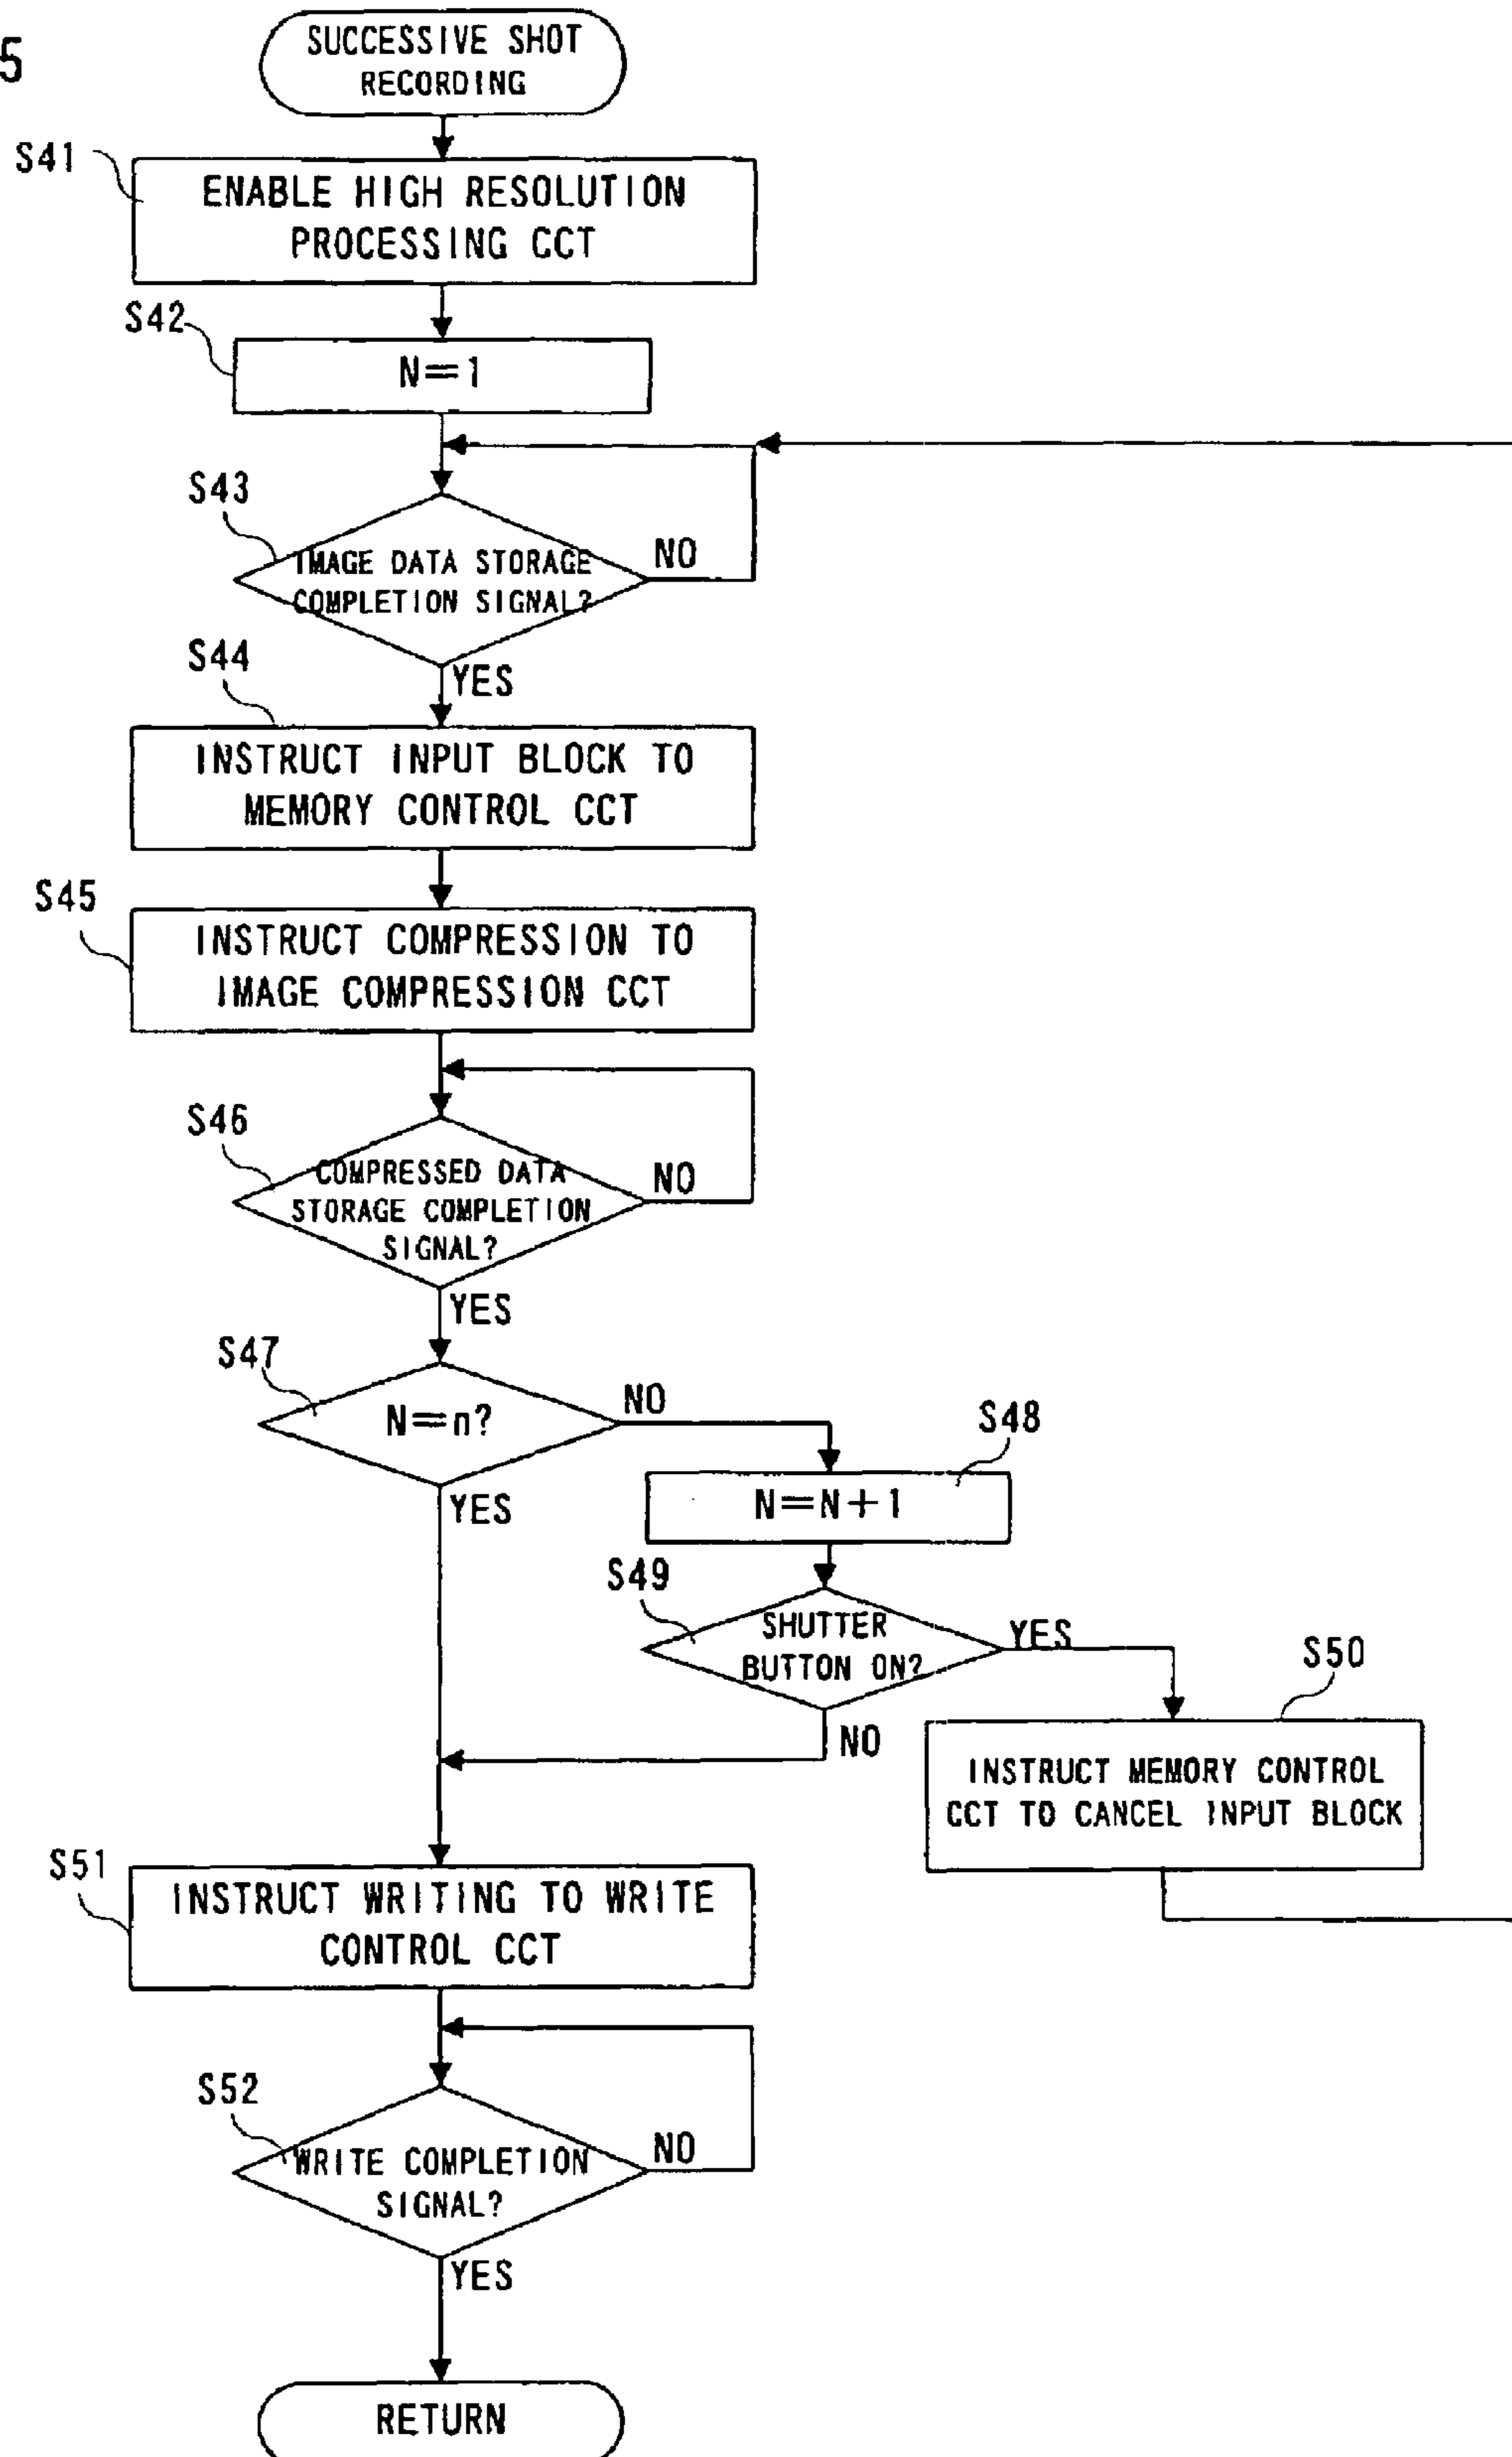 5
SUCCESSIVE SHOT
RECORDING
S41
ENABLE HIGH RESOLUTION
PROCESSING CCT
S42
N=1
S43
IMAGE DATA STORAGE
COMPLETION SIGNAL?
NO
YES
S44
INSTRUCT INPUT BLOCK TO
MEMORY CONTROL CCT
S45
INSTRUCT COMPRESSION TO
IMAGE COMPRESSION CCT
S46
COMPRESSED DATA
STORAGE COMPLETION
SIGNAL?
NO
YES
S47
N=n?
NO
YES
S48
N=N+1
S49
SHUTTER
BUTTON ON?
YES
NO
S50
INSTRUCT MEMORY CONTROL
CCT TO CANCEL INPUT BLOCK
S51
INSTRUCT WRITING TO WRITE
CONTROL CCT
S52
WRITE COMPLETION
SIGNAL?
NO
YES
RETURN